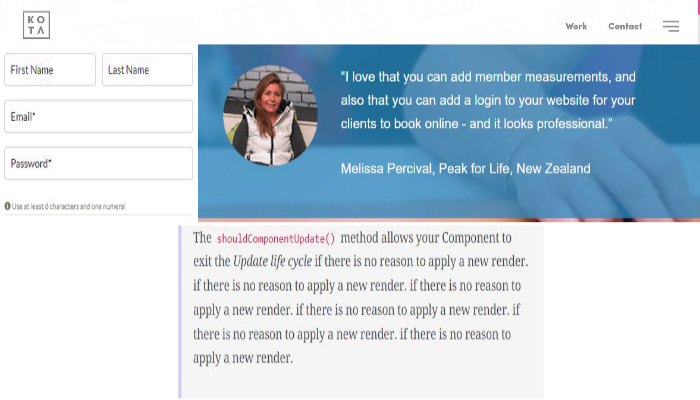 KO
TA
Work
Contact
First Name
Last Name
Email*
Password*
Use at least 6 characters and one numeral
"I love that you can add member measurements, and
also that you can add a login to your website for your
clients to book online - and it looks professional."
Melissa Percival, Peak for Life, New Zealand
The shouldComponentUpdate() method allows your Component to
exit the Update life cycle if there is no reason to apply a new render.
if there is no reason to apply a new render. if there is no reason to
apply a new render. if there is no reason to apply a new render. if
there is no reason to apply a new render. if there is no reason to
apply a new render.